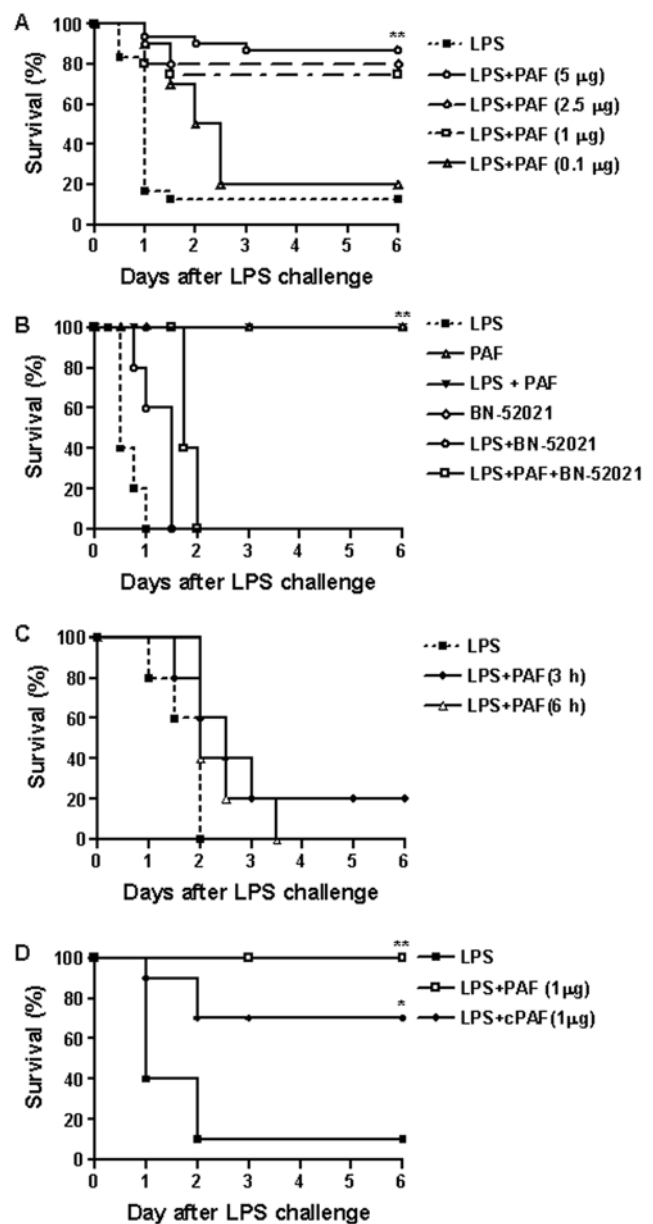 A
Survival (%)
100
80
60
40
20
0
0 1 2 3 4 5 6
Days after LPS challenge
**
LPS
LPS+PAF (5 μg)
LPS+PAF (2.5 μg)
LPS+PAF (1 μg)
LPS+PAF (0.1 μg)
B
Survival (%)
100
80
60
40
20
0
0 1 2 3 4 5 6
Days after LPS challenge
**
LPS
PAF
LPS + PAF
BN-52021
LPS+BN-52021
LPS+PAF+BN-52021
C
Survival (%)
100
80
60
40
20
0
0 1 2 3 4 5 6
Days after LPS challenge
LPS
LPS+PAF(3 h)
LPS+PAF(6 h)
D
Survival (%)
100
80
60
40
20
0
0 1 2 3 4 5 6
Day after LPS challenge
**
*
LPS
LPS+PAF (1μg)
LPS+cPAF(1μg)